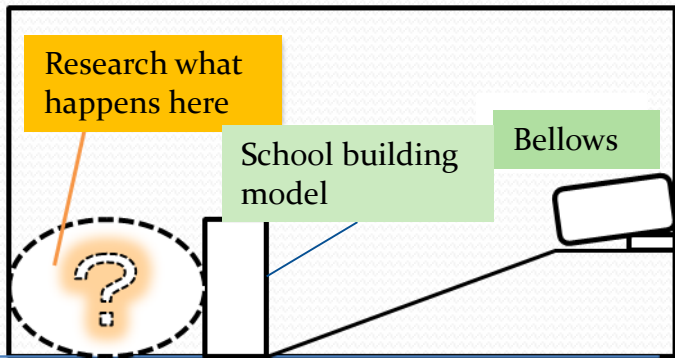 Research what
happens here
School building
model
Bellows
?